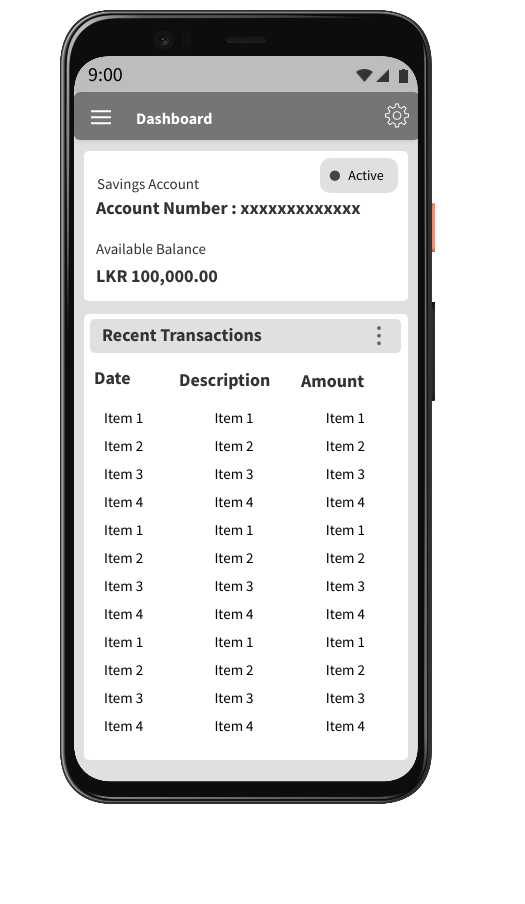 9:00
Dashboard
Active
Savings Account
Account Number : xxxxxxxxxxxxx
Available Balance
LKR 100,000.00
Recent Transactions
Date Description Amount
Item 1 Item 1 Item 1
Item 2 Item 2 Item 2
Item 3 Item 3 Item 3
Item 4 Item 4 Item 4
Item 1 Item 1 Item 1
Item 2 Item 2 Item 2
Item 3 Item 3 Item 3
Item 4 Item 4 Item 4
Item 1 Item 1 Item 1
Item 2 Item 2 Item 2
Item 3 Item 3 Item 3
Item 4 Item 4 Item 4